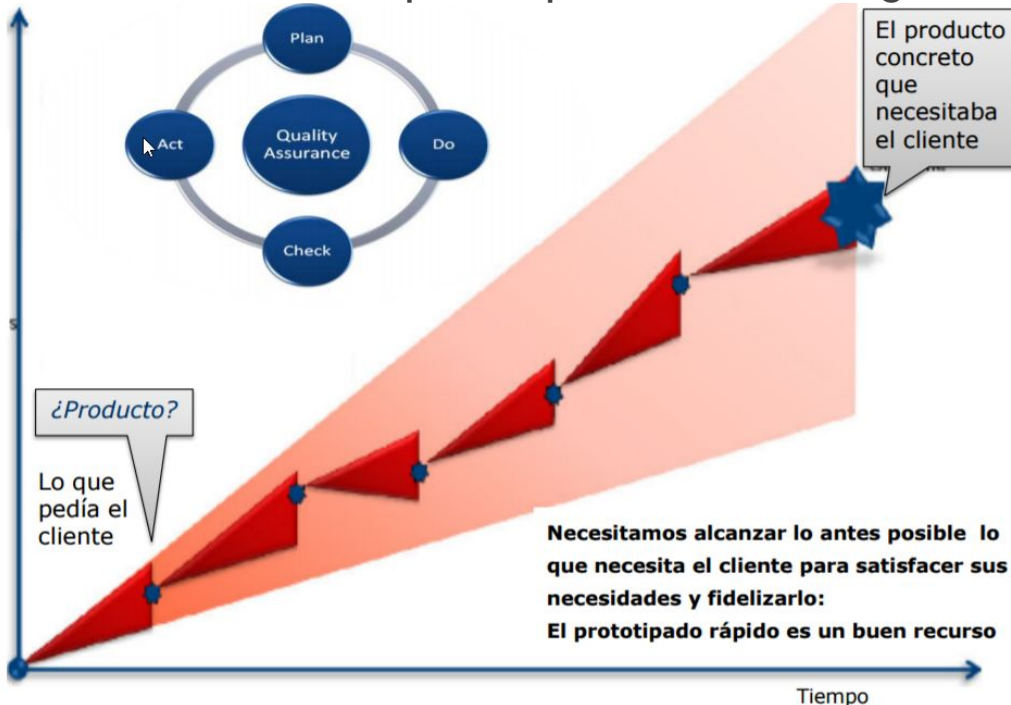 Plan
Act
Quality
Assurance
Do
Check
El producto
concreto
que
necesitaba
el cliente
¿Producto?
Lo que
pedía el
cliente
Necesitamos alcanzar lo antes posible lo
que necesita el cliente para satisfacer sus
necesidades y fidelizarlo:
El prototipado rápido es un buen recurso
Tiempo